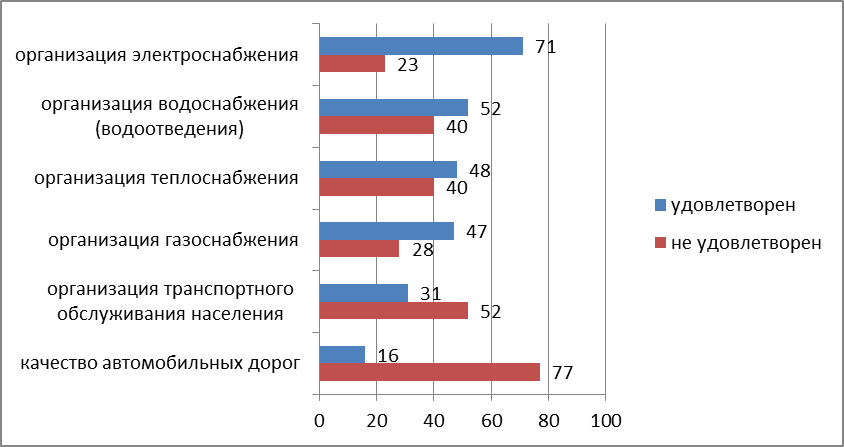 организация электроснабжения
71
23
организация водоснабжения
(водоотведения)
52
40
организация теплоснабжения
48
40
организация газоснабжения
47
28
организация транспортного
обслуживания населения
31
52
качество автомобильных дорог
16
77
0 20 40 60 80 100
удовлетворен
не удовлетворен